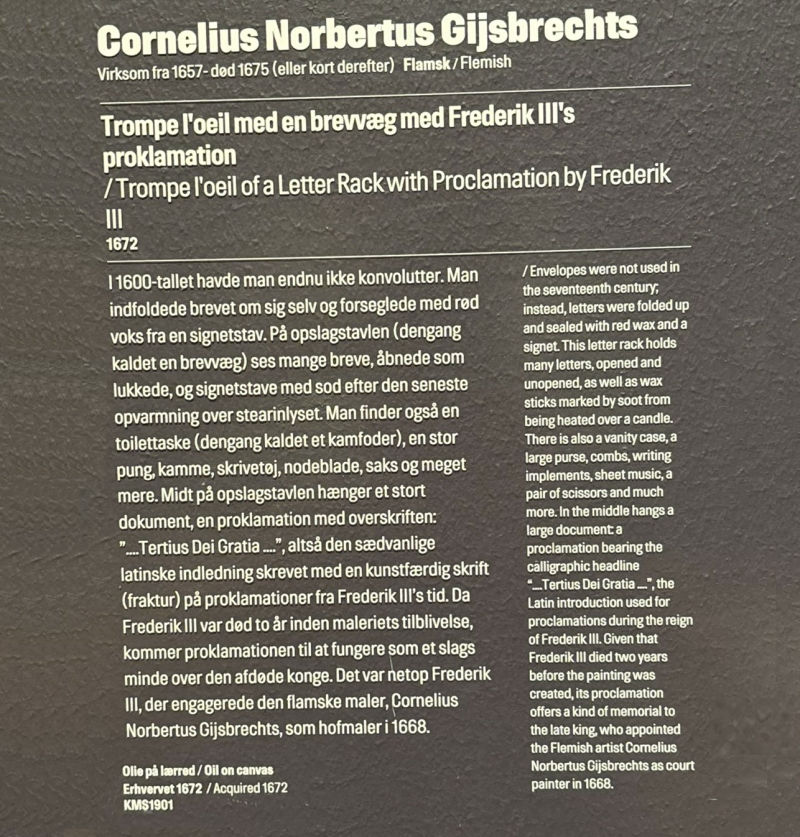 Cornelius Norbertus Gijsbrechts
Virksom fra 1657- død 1675 (eller kort derefter) Flamsk / Flemish
Trompe l'oeil med en brevvæg med Frederik III's
proklamation
/ Trompe l'oeil of a Letter Rack with Proclamation by Frederik
III
1672
I 1600-tallet havde man endnu ikke konvolutter. Man
indfoldede brevet om sig selv og forseglede med rød
voks fra en signetstav. På opslagstavlen (dengang
kaldet en brevvæg) ses mange breve, åbnede som
lukkede, og signetstave med sod efter den seneste
opvarmning over stearinlyset. Man finder også en
toilettaske (dengang kaldet et kamfoder), en stor
pung, kamme, skrivetøj, nodeblade, saks og meget
mere. Midt på opslagstavlen hænger et stort
dokument, en proklamation med overskriften:
”....Tertius Dei Gratia ....”, altså den sædvanlige
latinske indledning skrevet med en kunstfærdig skrift
(fraktur) på proklamationer fra Frederik III's tid. Da
Frederik III var død to år inden maleriets tilblivelse,
kommer proklamationen til at fungere som et slags
minde over den afdøde konge. Det var netop Frederik
III, der engagerede den flamske maler, Cornelius
Norbertus Gijsbrechts, som hofmaler i 1668.
/ Envelopes were not used in
the seventeenth century;
instead, letters were folded up
and sealed with red wax and a
signet. This letter rack holds
many letters, opened and
unopened, as well as wax
sticks marked by soot from
being heated over a candle.
There is also a vanity case, a
large purse, combs, writing
implements, sheet music, a
pair of scissors and much
more. In the middle hangs a
large document: a
proclamation bearing the
calligraphic headline
“....Tertius Dei Gratia ....”, the
Latin introduction used for
proclamations during the reign
of Frederik III. Given that
Frederik III died two years
before the painting was
created, its proclamation
offers a kind of memorial to
the late king, who appointed
the Flemish artist Cornelius
Norbertus Gijsbrechts as court
painter in 1668.
Olie på lærred / Oil on canvas
Erhvervet 1672 / Acquired 1672
KMS1901